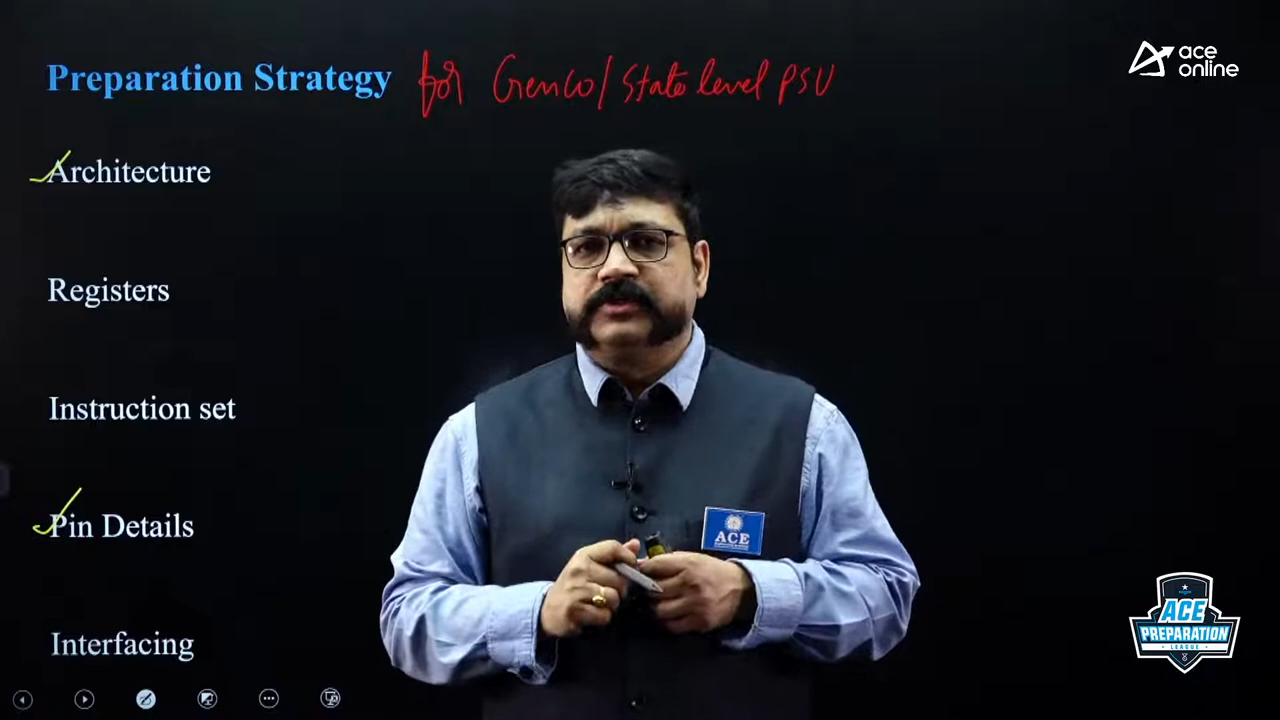 Preparation Strategy for Genco/State level PSU
ace
online
Architecture
Registers
Instruction set
Pin Details
Interfacing
ACE
ACE
PREPARATION
LEAGUE